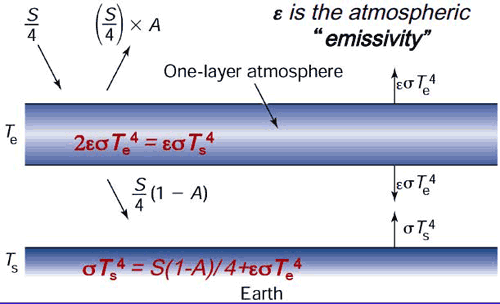 S/4
(S/4) × A
ε is the atmospheric
“emissivity”
One-layer atmosphere
εσTₑ⁴
Tₑ
2εσTₑ⁴ = εσTₛ⁴
S/4 (1 − A)
εσTₑ⁴
σTₛ⁴
Tₛ
σTₛ⁴ = S(1-A)/4+εσTₑ⁴
Earth